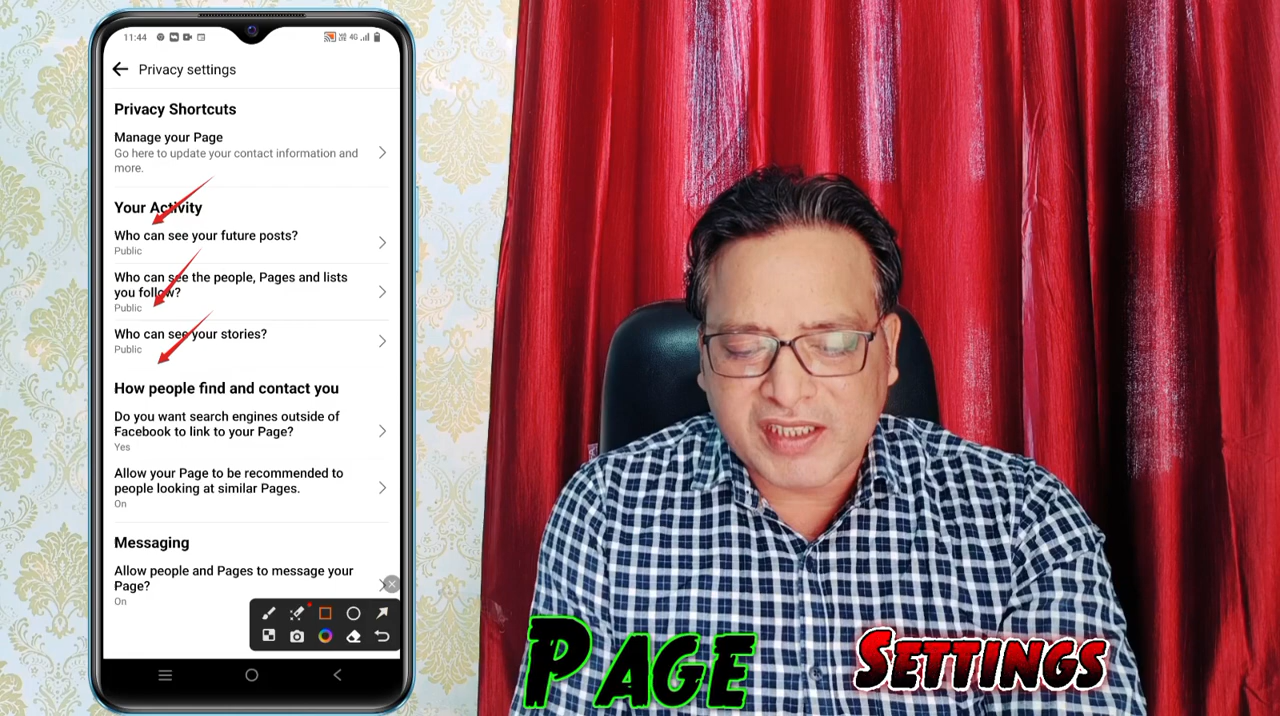 11:44
4G
Privacy settings
Privacy Shortcuts
Manage your Page
Go here to update your contact information and
more.
Your Activity
Who can see your future posts?
Public
Who can see the people, Pages and lists
you follow?
Public
Who can see your stories?
Public
How people find and contact you
Do you want search engines outside of
Facebook to link to your Page?
Yes
Allow your Page to be recommended to
people looking at similar Pages.
On
Messaging
Allow people and Pages to message your
Page?
On
PAGE SETTINGS